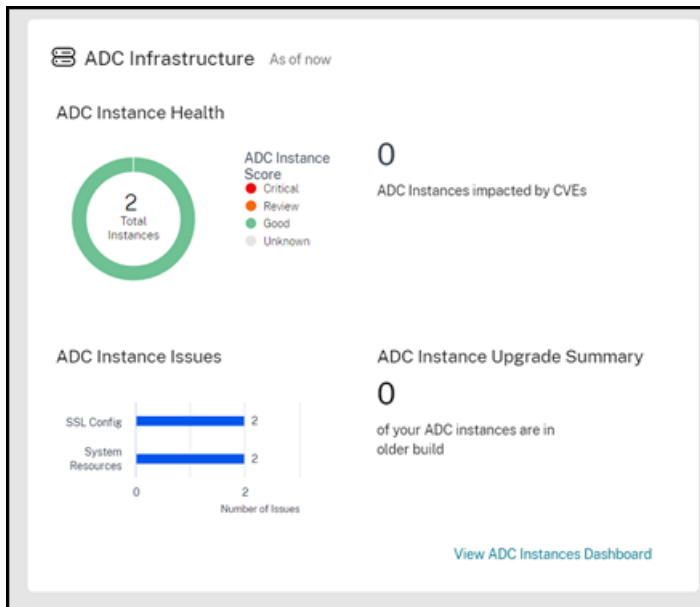 ADC Infrastructure As of now
ADC Instance Health
2
Total
Instances
ADC Instance
Score
Critical
Review
Good
Unknown
0
ADC Instances impacted by CVEs
ADC Instance Issues
SSL Config
2
System
Resources
2
0
2
Number of Issues
ADC Instance Upgrade Summary
0
of your ADC instances are in
older build
View ADC Instances Dashboard